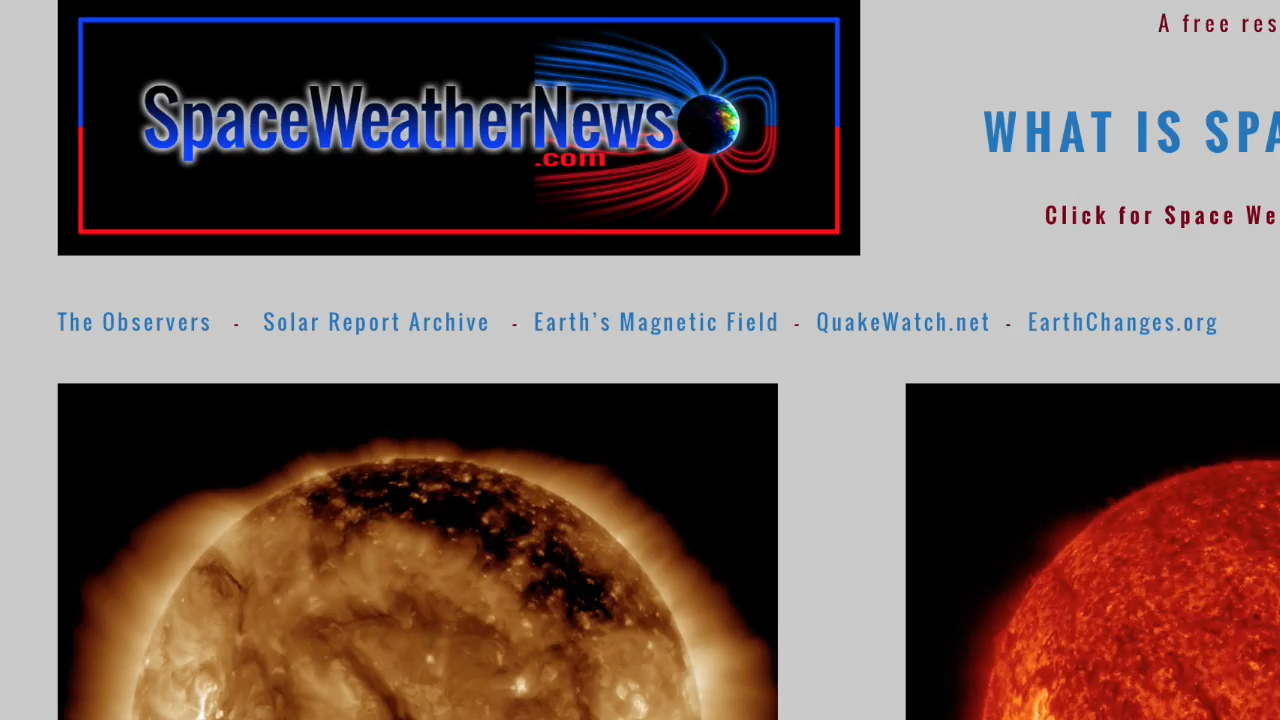 A free res
SpaceWeatherNews
.com
WHAT IS SPA
Click for Space We
The Observers - Solar Report Archive - Earth's Magnetic Field - QuakeWatch.net - EarthChanges.org